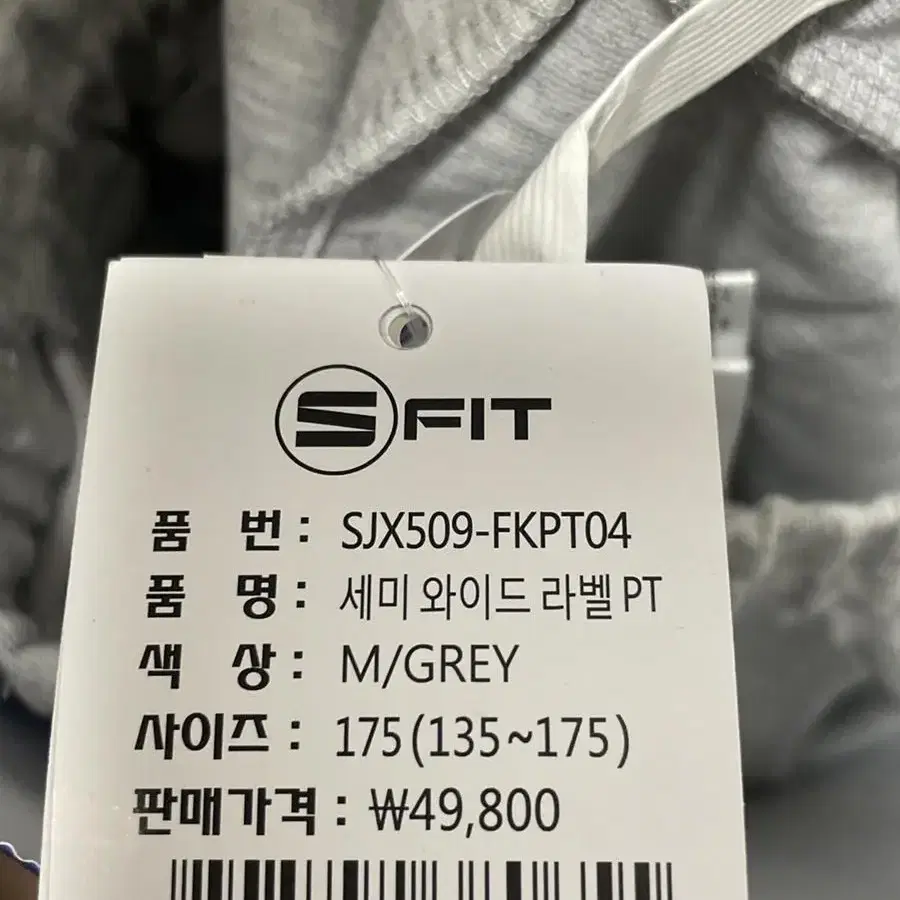 S FIT
품 번 : SJX509-FKPT04
품 명 : 세미 와이드 라벨 PT
색 상 : M/GREY
사이즈 : 175(135~175)
판매가격 : ₩49,800